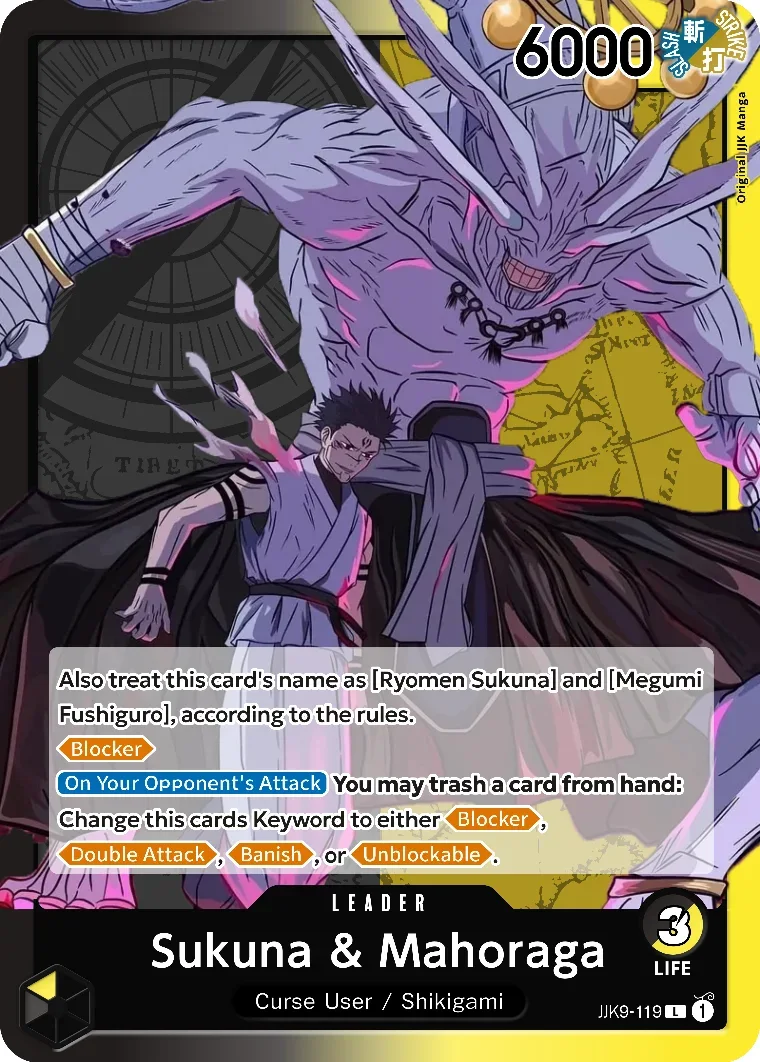 6000
SLASH 斬 打 STRIKE
Original JJK Manga
TIBET
Also treat this card's name as [Ryomen Sukuna] and [Megumi
Fushiguro], according to the rules.
Blocker
On Your Opponent's Attack You may trash a card from hand:
Change this cards Keyword to either Blocker,
Double Attack, Banish, or Unblockable.
LEADER
Sukuna & Mahoraga
3
LIFE
Curse User / Shikigami
JJK9-119 L 1